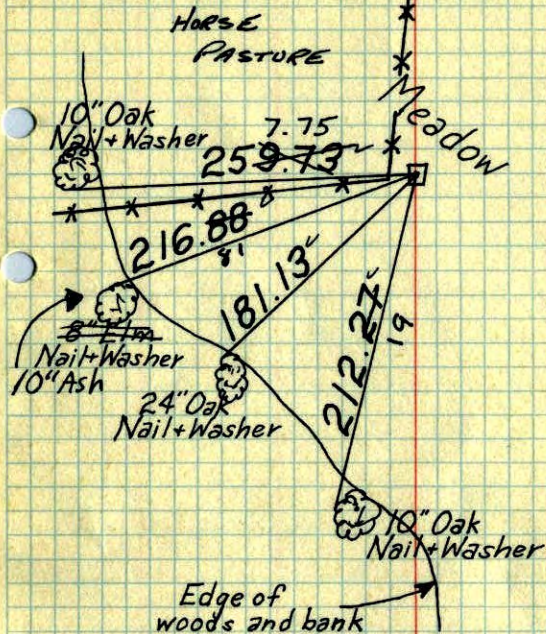 HORSE
PASTURE
Meadow
10" Oak
Nail + Washer
7.75
259.73
216.88
81
181.13'
212.27'
19
8" Elm
Nail + Washer
10" Ash
24" Oak
Nail + Washer
10" Oak
Nail + Washer
Edge of
woods and bank